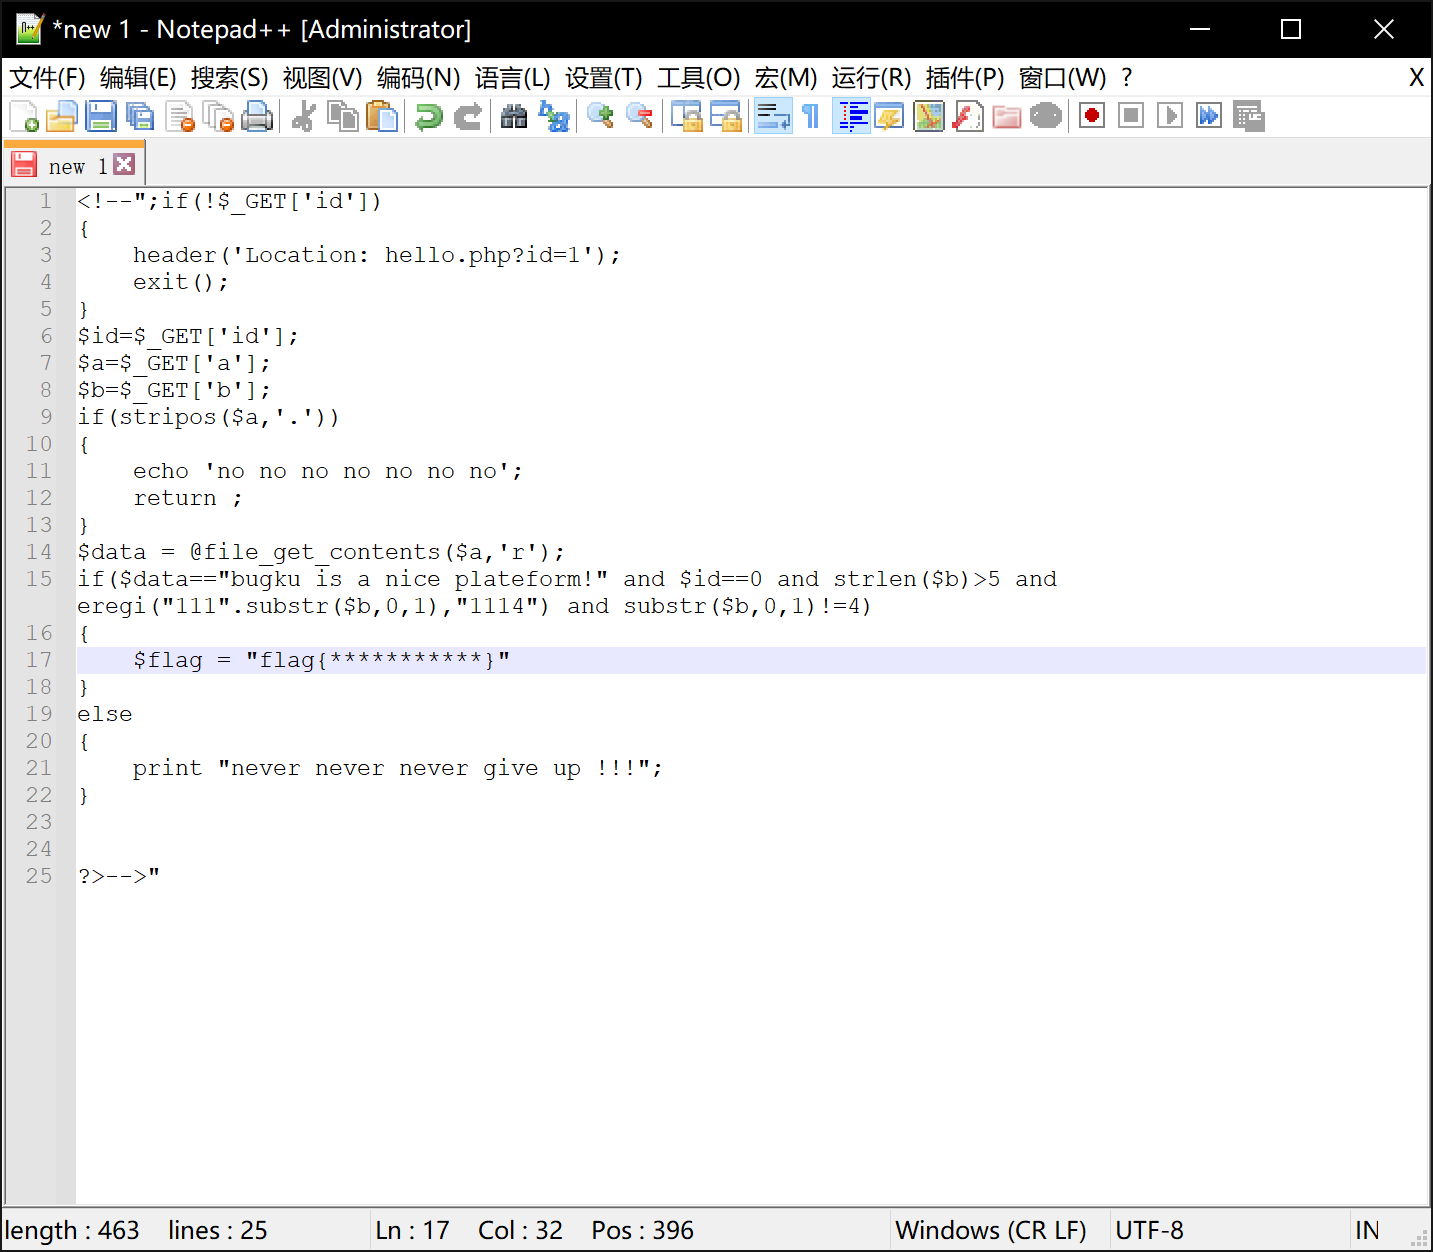 *new 1 - Notepad++ [Administrator]
文件(F) 编辑(E) 搜索(S) 视图(V) 编码(N) 语言(L) 设置(T) 工具(O) 宏(M) 运行(R) 插件(P) 窗口(W) ? X
new 1
1 <!--";if(!$_GET['id'])
2 {
3     header('Location: hello.php?id=1');
4     exit();
5 }
6 $id=$_GET['id'];
7 $a=$_GET['a'];
8 $b=$_GET['b'];
9 if(stripos($a,'.'))
10 {
11     echo 'no no no no no no no';
12     return ;
13 }
14 $data = @file_get_contents($a,'r');
15 if($data=="bugku is a nice plateform!" and $id==0 and strlen($b)>5 and
eregi("111".substr($b,0,1),"1114") and substr($b,0,1)!=4)
16 {
17     $flag = "flag{***********}"
18 }
19 else
20 {
21     print "never never never give up !!!";
22 }
23
24
25 ?>-->"
length : 463 lines : 25 Ln : 17 Col : 32 Pos : 396 Windows (CR LF) UTF-8 IN